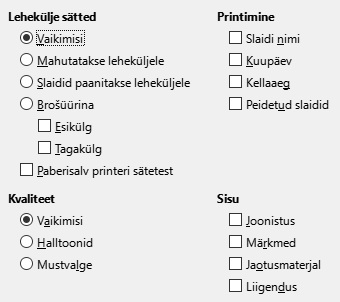 Lehekülje sätted
Vaikimisi
Mahutatakse leheküljele
Slaidid paanitakse leheküljele
Brošüürina
Esikülg
Tagakülg
Paberisalv printeri sätetest
Printimine
Slaidi nimi
Kuupäev
Kellaaeg
Peidetud slaidid
Kvaliteet
Vaikimisi
Halltoonid
Mustvalge
Sisu
Joonistus
Märkmed
Jaotusmaterjal
Liigendus